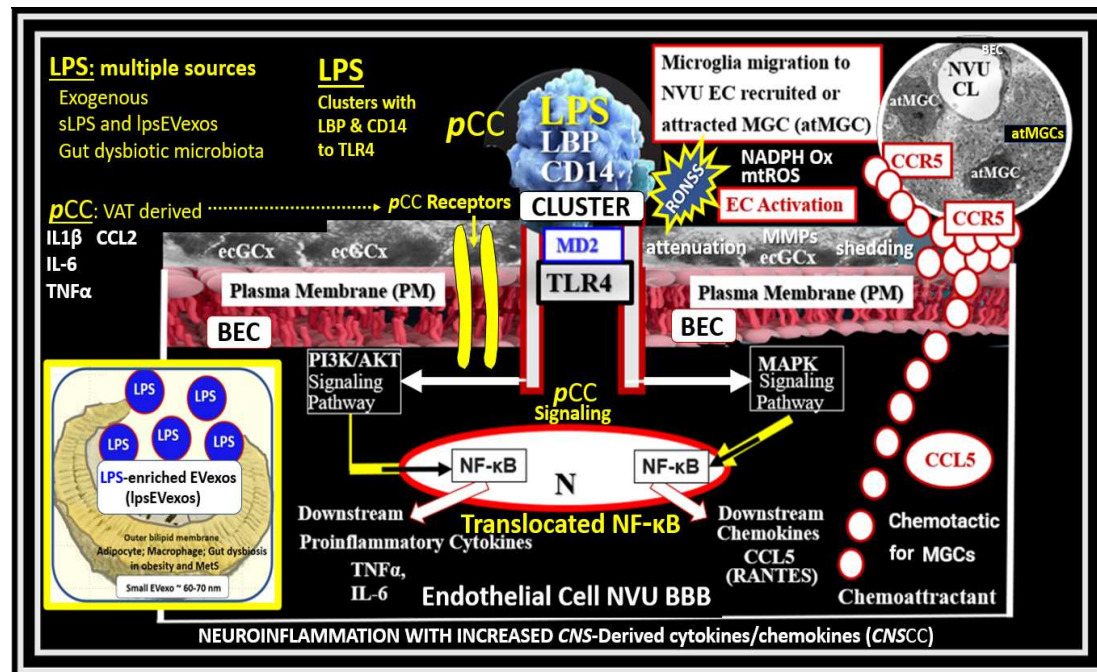 LPS: multiple sources
Exogenous
sLPS and lpsEVexos
Gut dysbiotic microbiota
LPS
Clusters with
LBP & CD14
to TLR4
pCC
LPS
LBP
CD14
CLUSTER
MD2
TLR4
Microglia migration to
NVU EC recruited or
attracted MGC (atMGC)
RONSS
NADPH Ox
mtROS
EC Activation
BEC
NVU
CL
atMGC
atMGCs
atMGC
CCR5
CCR5
pCC: VAT derived
pCC Receptors
IL1β CCL2
IL-6
TNFα
ecGCx
ecGCx
attenuation
MMPs
ecGCx
shedding
Plasma Membrane (PM)
Plasma Membrane (PM)
BEC
BEC
PI3K/AKT
Signaling
Pathway
pCC
Signaling
MAPK
Signaling
Pathway
NF-κB
N
NF-κB
Translocated NF-κB
Downstream
Proinflammatory Cytokines
TNFα,
IL-6
Downstream
Chemokines
CCL5
(RANTES)
CCL5
Chemotactic
for MGCs
Chemoattractant
Endothelial Cell NVU BBB
LPS
LPS
LPS
LPS
LPS
LPS-enriched EVexos
(lpsEVexos)
Outer bilipid membrane
Adipocyte; Macrophage; Gut dysbiosis
in obesity and MetS
Small EVexo ~ 60-70 nm
NEUROINFLAMMATION WITH INCREASED CNS-Derived cytokines/chemokines (CNSCC)